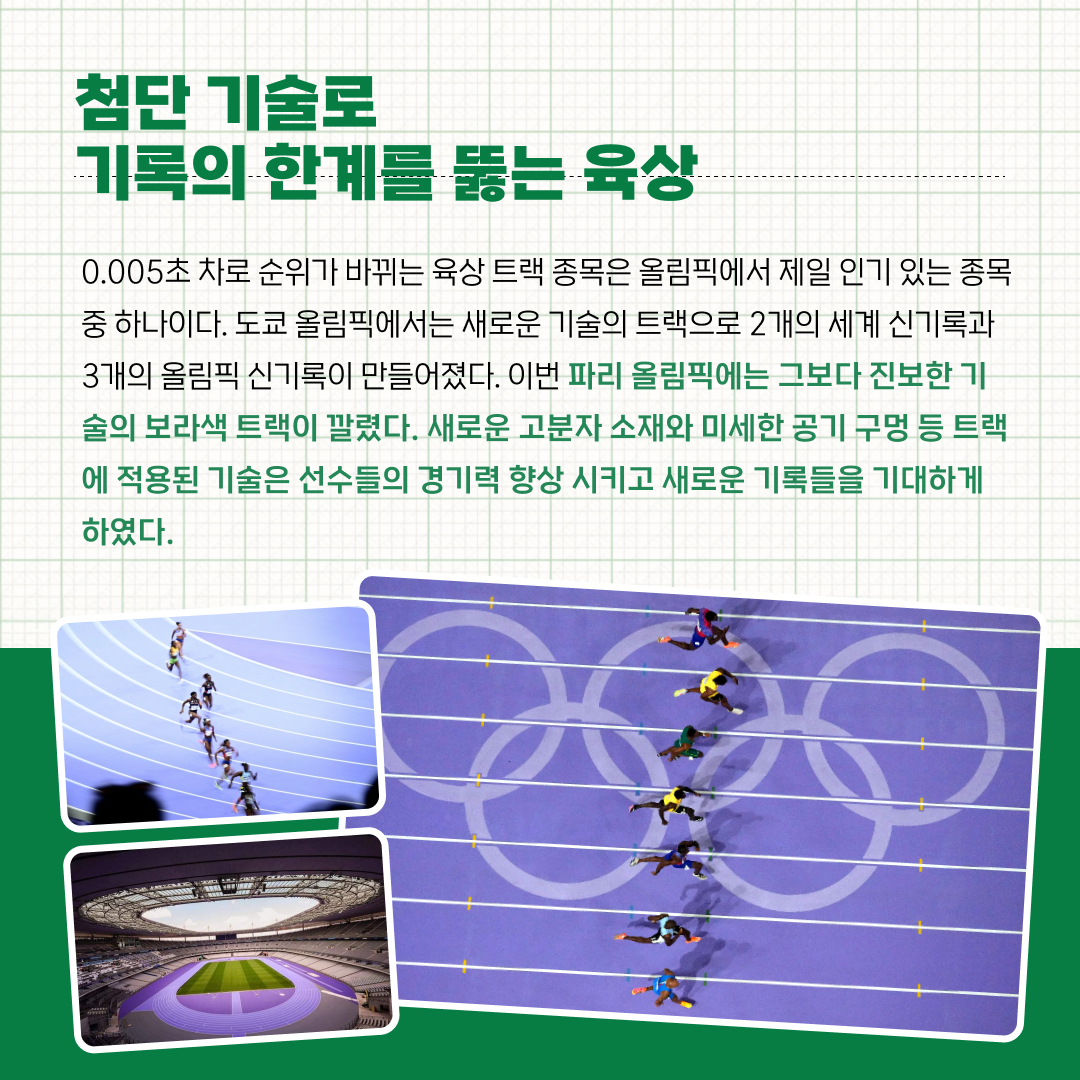 첨단 기술로
기록의 한계를 뚫는 육상
0.005초 차로 순위가 바뀌는 육상 트랙 종목은 올림픽에서 제일 인기 있는 종목
중 하나이다. 도쿄 올림픽에서는 새로운 기술의 트랙으로 2개의 세계 신기록과
3개의 올림픽 신기록이 만들어졌다. 이번 파리 올림픽에는 그보다 진보한 기
술의 보라색 트랙이 깔렸다. 새로운 고분자 소재와 미세한 공기 구멍 등 트랙
에 적용된 기술은 선수들의 경기력 향상 시키고 새로운 기록들을 기대하게
하였다.